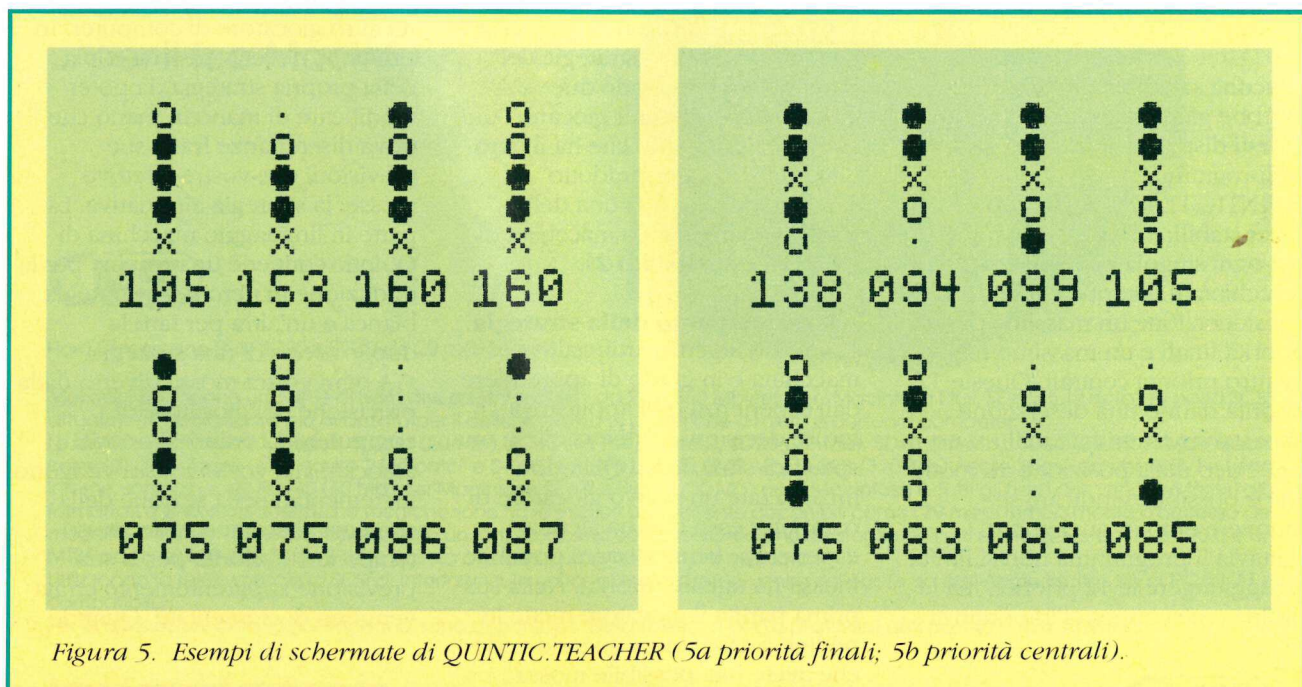 105 153 160 160
075 075 086 087
138 094 099 105
075 083 083 085
Figura 5. Esempi di schermate di QUINTIC.TEACHER (5a priorità finali; 5b priorità centrali).